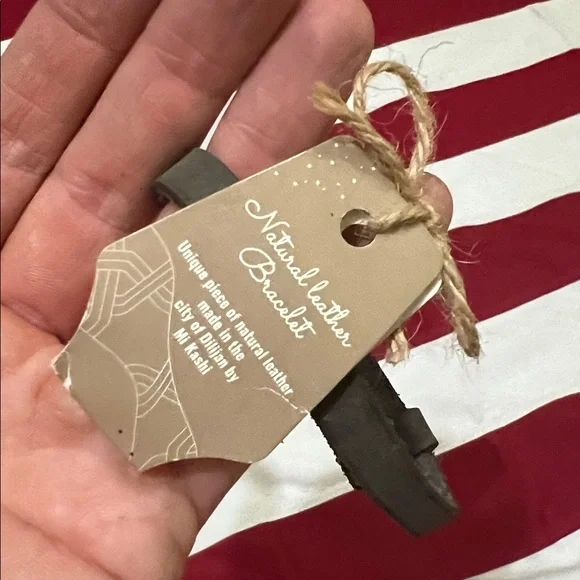 Natural leather
Bracelet
Unique piece of natural leather
made in the
city of Dilijan by
Mi Kashi